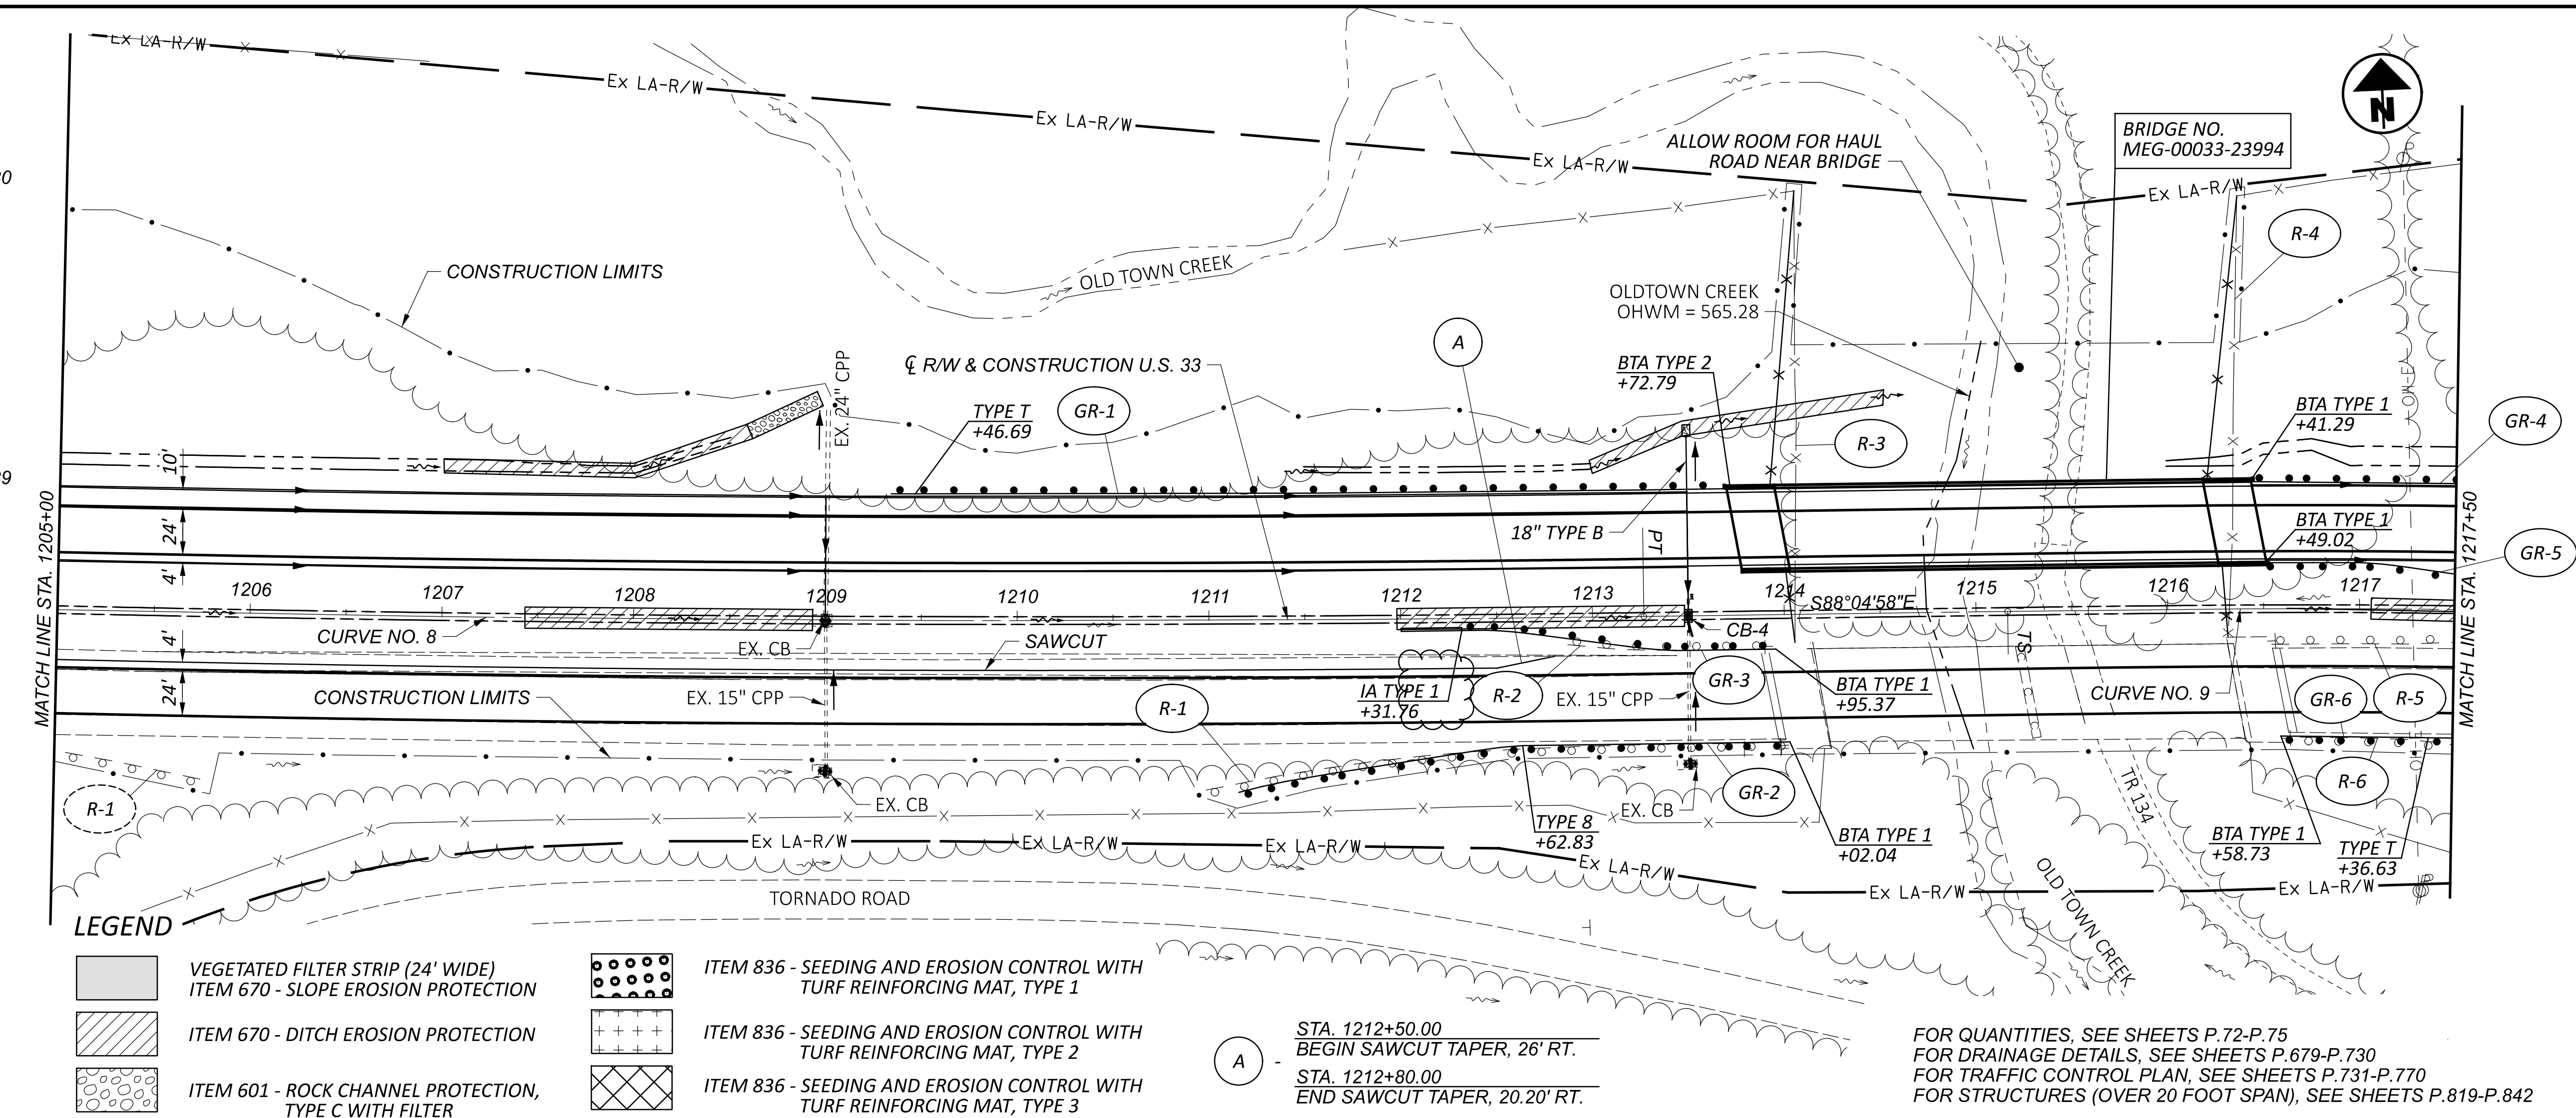 Ex LA-R/W
Ex LA-R/W
Ex LA-R/W
Ex LA-R/W
Ex LA-R/W
N
BRIDGE NO.
MEG-00033-23994
ALLOW ROOM FOR HAUL
ROAD NEAR BRIDGE
R-4
CONSTRUCTION LIMITS
OLD TOWN CREEK
OLDTOWN CREEK
OHWM = 565.28
A
℄ R/W & CONSTRUCTION U.S. 33
EX. 24" CPP
TYPE T
+46.69
GR-1
BTA TYPE 2
+72.79
R-3
BTA TYPE 1
+41.29
GR-4
10'
24'
4'
4'
24'
MATCH LINE STA. 1205+00
18" TYPE B
PT
BTA TYPE 1
+49.02
GR-5
MATCH LINE STA. 1217+50
1206
1207
1208
1209
1210
1211
1212
1213
1214
1215
1216
1217
S88°04'58"E
CURVE NO. 8
EX. CB
SAWCUT
CB-4
TS
CONSTRUCTION LIMITS
EX. 15" CPP
R-1
IA TYPE 1
+31.76
R-2
EX. 15" CPP
GR-3
BTA TYPE 1
+95.37
CURVE NO. 9
GR-6
R-5
R-1
EX. CB
TYPE 8
+62.83
EX. CB
GR-2
BTA TYPE 1
+02.04
TR 134
R-6
BTA TYPE 1
+58.73
TYPE T
+36.63
Ex LA-R/W
Ex LA-R/W
Ex LA-R/W
Ex LA-R/W
Ex LA-R/W
Ex LA-R/W
TORNADO ROAD
OLD TOWN CREEK
LEGEND
VEGETATED FILTER STRIP (24' WIDE)
ITEM 670 - SLOPE EROSION PROTECTION
ITEM 670 - DITCH EROSION PROTECTION
ITEM 601 - ROCK CHANNEL PROTECTION,
TYPE C WITH FILTER
ITEM 836 - SEEDING AND EROSION CONTROL WITH
TURF REINFORCING MAT, TYPE 1
ITEM 836 - SEEDING AND EROSION CONTROL WITH
TURF REINFORCING MAT, TYPE 2
ITEM 836 - SEEDING AND EROSION CONTROL WITH
TURF REINFORCING MAT, TYPE 3
A -
STA. 1212+50.00
BEGIN SAWCUT TAPER, 26' RT.
STA. 1212+80.00
END SAWCUT TAPER, 20.20' RT.
FOR QUANTITIES, SEE SHEETS P.72-P.75
FOR DRAINAGE DETAILS, SEE SHEETS P.679-P.730
FOR TRAFFIC CONTROL PLAN, SEE SHEETS P.731-P.770
FOR STRUCTURES (OVER 20 FOOT SPAN), SEE SHEETS P.819-P.842